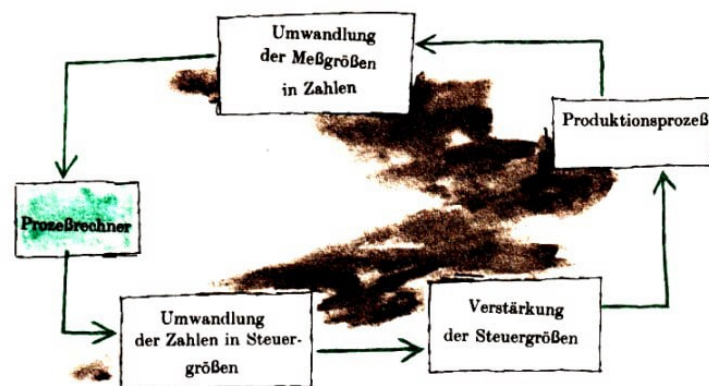 Umwandlung
der Meßgrößen
in Zahlen
Produktionsprozeß
Prozeßrechner
Umwandlung
der Zahlen in Steuer-
größen
Verstärkung
der Steuergrößen